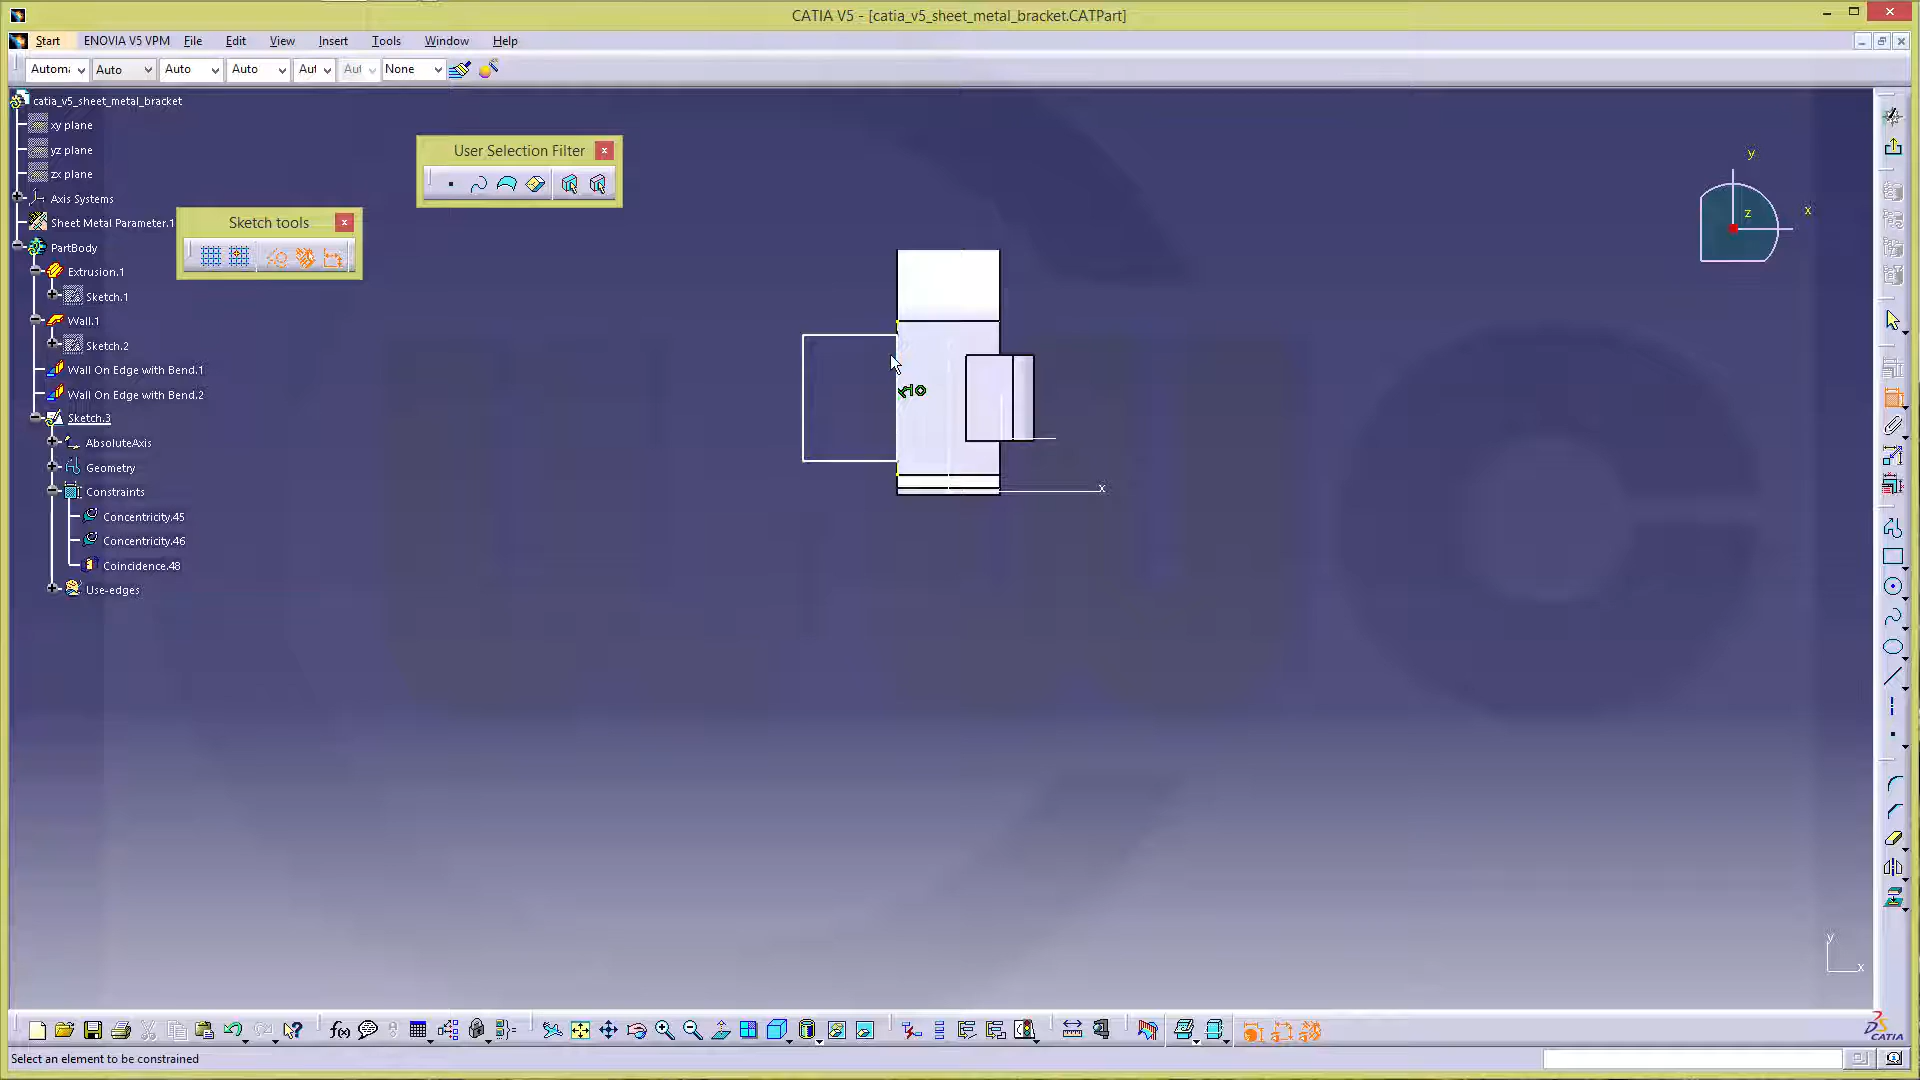 CATIA V5 - [catia_v5_sheet_metal_bracket.CATPart]
Start ENOVIA V5 VPM File Edit View Insert Tools Window Help
Automa Auto Auto Auto Aut Aut None
catia_v5_sheet_metal_bracket
xy plane
yz plane
zx plane
Axis Systems
Sheet Metal Parameter.1
PartBody
Extrusion.1
Sketch.1
Wall.1
Sketch.2
Wall On Edge with Bend.1
Wall On Edge with Bend.2
Sketch.3
AbsoluteAxis
Geometry
Constraints
Concentricity.45
Concentricity.46
Coincidence.48
Use-edges
User Selection Filter
Sketch tools
y
z
x
x
y
x
f(x)
CATIA
Select an element to be constrained